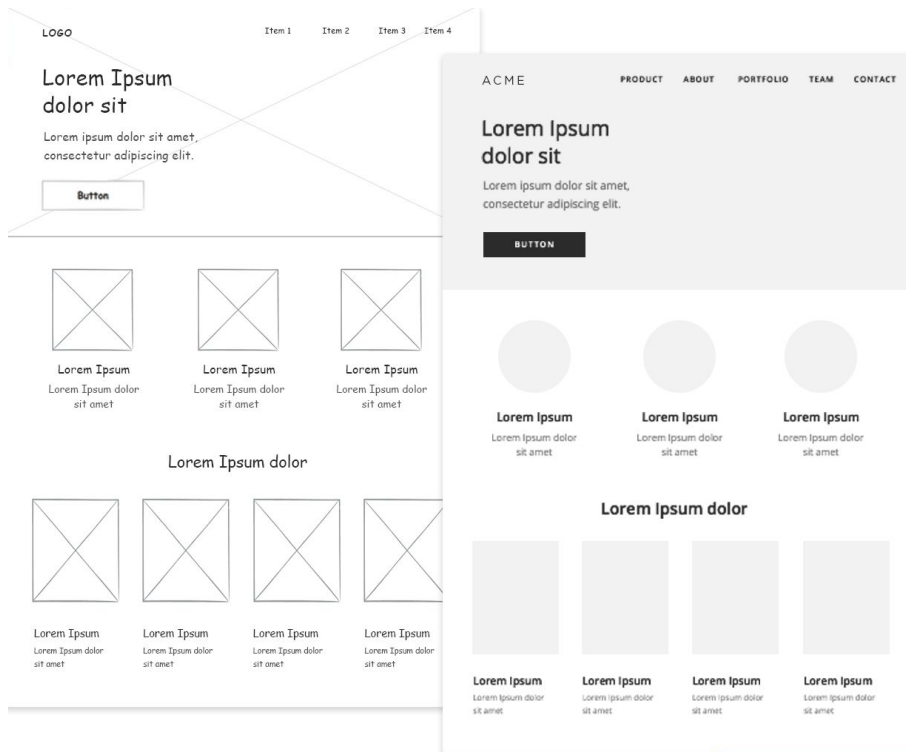 LOGO
Item 1
Item 2
Item 3
Item 4
Lorem Ipsum
dolor sit
Lorem ipsum dolor sit amet,
consectetur adipiscing elit.
Button
Lorem Ipsum
Lorem Ipsum dolor
sit amet
Lorem Ipsum
Lorem Ipsum dolor
sit amet
Lorem Ipsum
Lorem Ipsum dolor
sit amet
Lorem Ipsum dolor
Lorem Ipsum
Lorem Ipsum dolor
sit amet
Lorem Ipsum
Lorem Ipsum dolor
sit amet
Lorem Ipsum
Lorem Ipsum dolor
sit amet
Lorem Ipsum
Lorem Ipsum dolor
sit amet
ACME
PRODUCT
ABOUT
PORTFOLIO
TEAM
CONTACT
Lorem Ipsum
dolor sit
Lorem ipsum dolor sit amet,
consectetur adipiscing elit.
BUTTON
Lorem Ipsum
Lorem Ipsum dolor
sit amet
Lorem Ipsum
Lorem Ipsum dolor
sit amet
Lorem Ipsum
Lorem Ipsum dolor
sit amet
Lorem Ipsum dolor
Lorem Ipsum
Lorem Ipsum dolor
sit amet
Lorem Ipsum
Lorem Ipsum dolor
sit amet
Lorem Ipsum
Lorem Ipsum dolor
sit amet
Lorem Ipsum
Lorem Ipsum dolor
sit amet